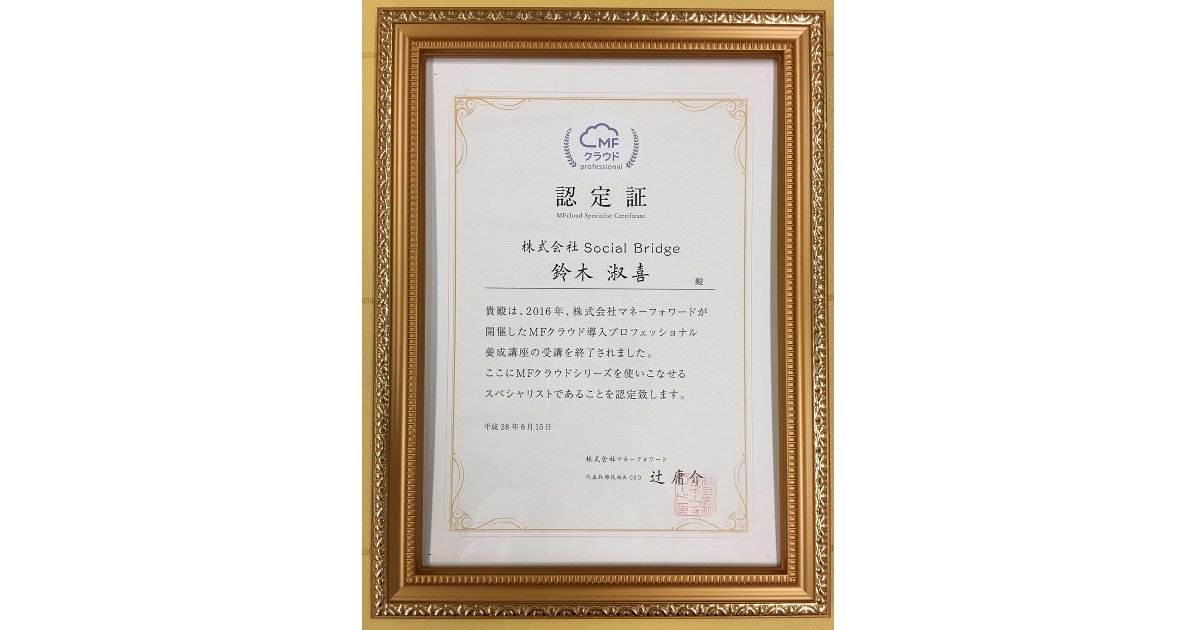 MF
クラウド
professional
認定証
MFcloud Specialist Certificate
株式会社 Social Bridge
鈴木 淑喜
殿
貴殿は、2016年、株式会社マネーフォワードが
開催したMFクラウド導入プロフェッショナル
養成講座の受講を終了されました。
ここにMFクラウドシリーズを使いこなせる
スペシャリストであることを認定致します。
平成28年6月15日
株式会社マネーフォワード
代表取締役社長CEO 辻 庸介